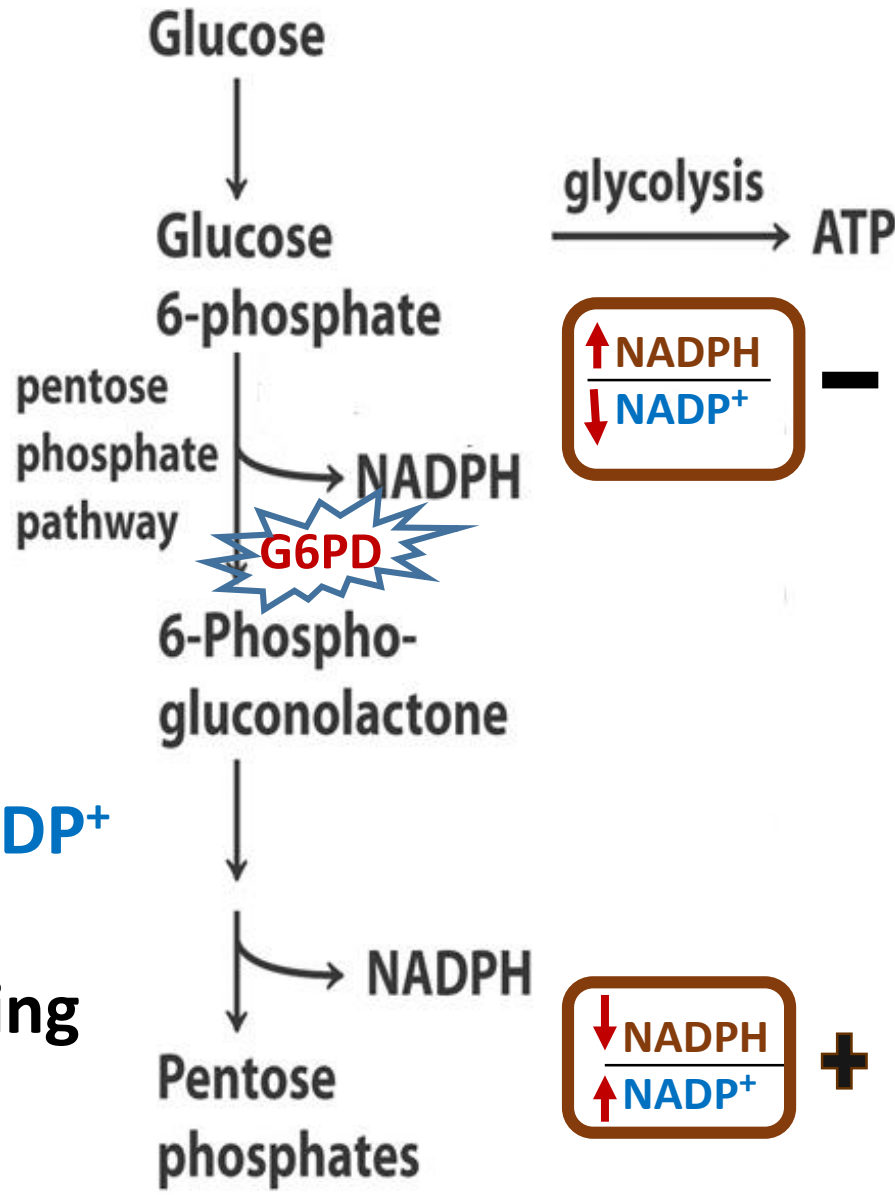 Glucose
glycolysis
Glucose
6-phosphate
ATP
NADPH
NADP⁺
−
pentose
phosphate
pathway
NADPH
G6PD
6-Phospho-
gluconolactone
DP⁺
NADPH
ing
NADPH
NADP⁺
+
Pentose
phosphates